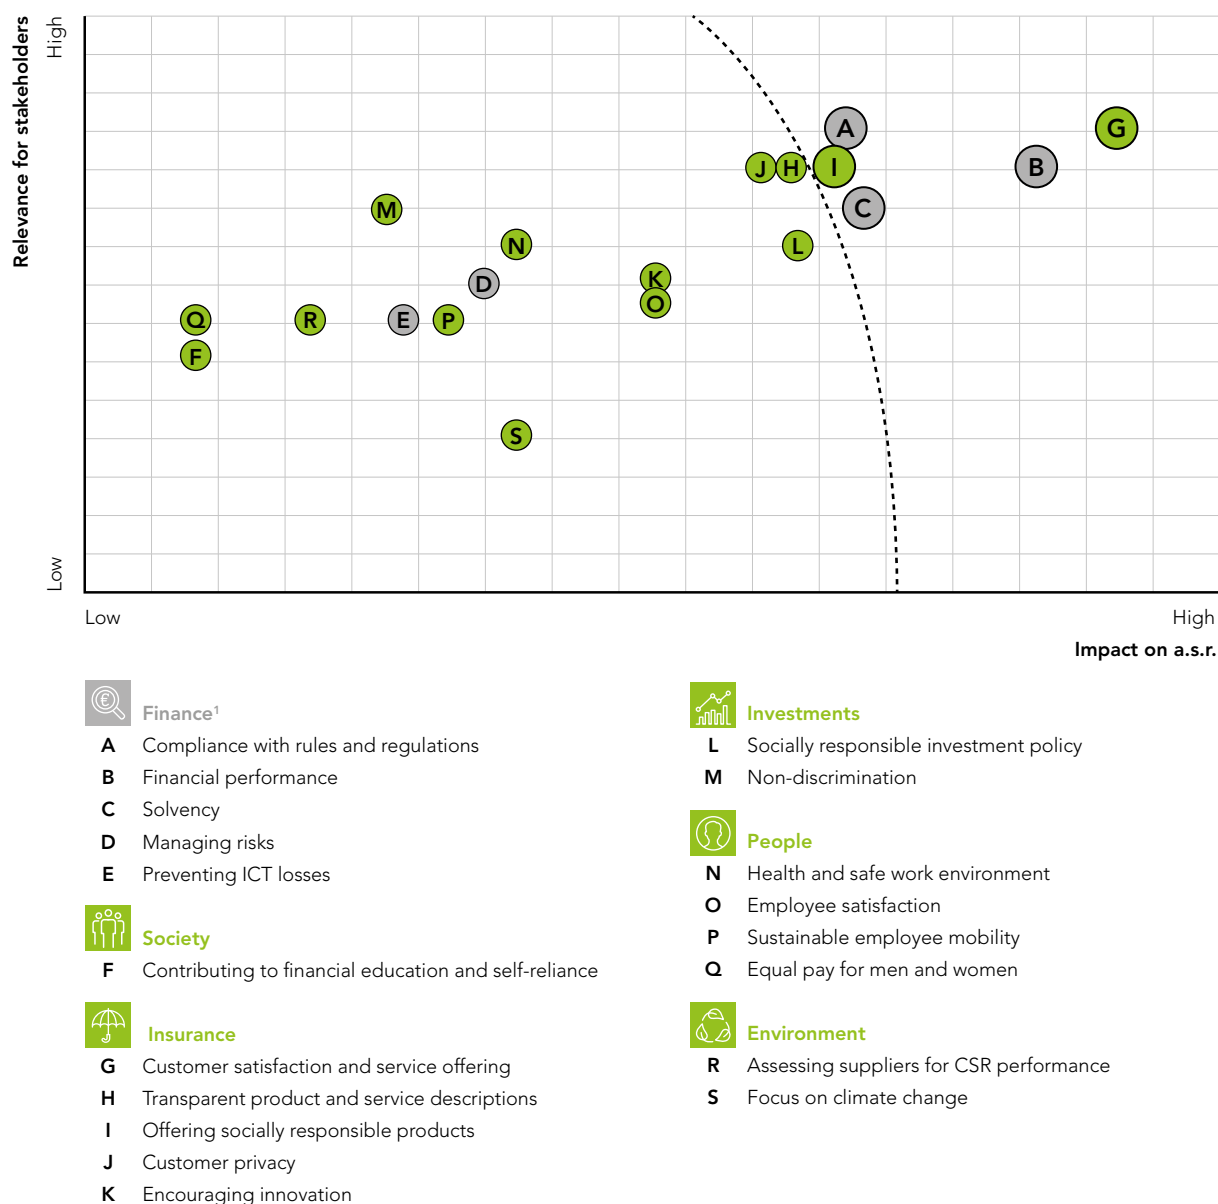 Relevance for stakeholders
High
Low
A
G
J
H
I
B
M
C
N
L
D
K
O
Q
R
E
P
F
S
Low
High
Impact on a.s.r.
Finance¹
A Compliance with rules and regulations
B Financial performance
C Solvency
D Managing risks
E Preventing ICT losses
Society
F Contributing to financial education and self-reliance
Insurance
G Customer satisfaction and service offering
H Transparent product and service descriptions
I Offering socially responsible products
J Customer privacy
K Encouraging innovation
Investments
L Socially responsible investment policy
M Non-discrimination
People
N Health and safe work environment
O Employee satisfaction
P Sustainable employee mobility
Q Equal pay for men and women
Environment
R Assessing suppliers for CSR performance
S Focus on climate change